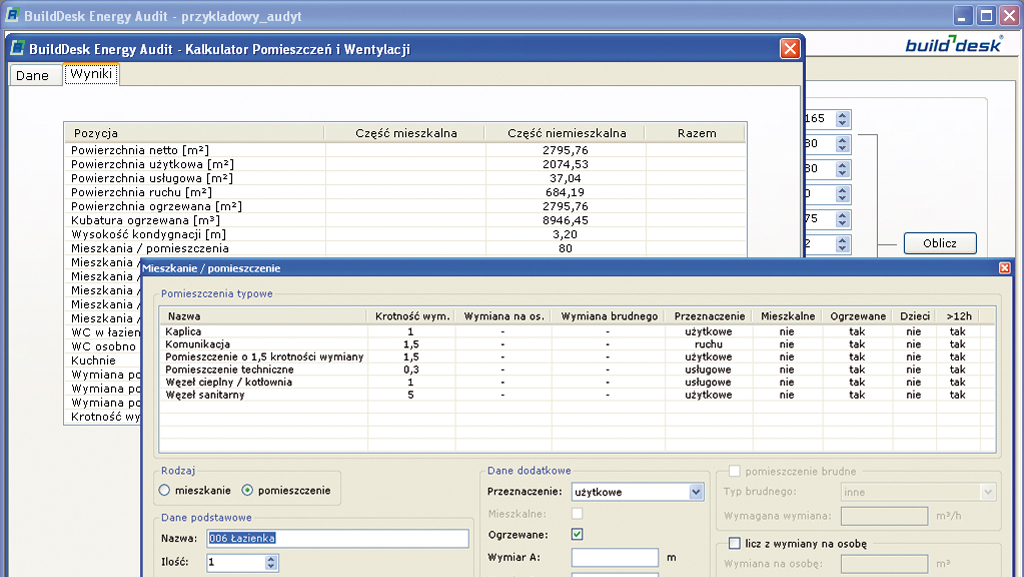 BuildDesk Energy Audit - przykladowy_audyt
build desk®
BuildDesk Energy Audit - Kalkulator Pomieszczeń i Wentylacji
Dane Wyniki
Pozycja Część mieszkalna Część niemieszkalna Razem
Powierzchnia netto [m²] 2795,76
Powierzchnia użytkowa [m²] 2074,53
Powierzchnia usługowa [m²] 37,04
Powierzchnia ruchu [m²] 684,19
Powierzchnia ogrzewana [m²] 2795,76
Kubatura ogrzewana [m³] 8946,45
Wysokość kondygnacji [m] 3,20
Mieszkania / pomieszczenia 80
Mieszkania /
Mieszkania /
Mieszkania /
Mieszkania /
Mieszkania /
WC w łazien
WC osobno
Kuchnie
Wymiana po
Wymiana po
Wymiana po
Krotność wy
165
80
80
0
75
2
Oblicz
Mieszkanie / pomieszczenie
Pomieszczenia typowe
Nazwa Krotność wym. Wymiana na os. Wymiana brudnego Przeznaczenie Mieszkalne Ogrzewane Dzieci >12h
Kaplica 1 - - użytkowe nie tak nie tak
Komunikacja 1,5 - - ruchu nie tak nie tak
Pomieszczenie o 1,5 krotności wymiany 1,5 - - użytkowe nie tak nie tak
Pomieszczenie techniczne 0,3 - - usługowe nie tak nie tak
Węzeł cieplny / kotłownia 1 - - usługowe nie tak nie tak
Węzeł sanitarny 5 - - użytkowe nie tak nie tak
Rodzaj
mieszkanie pomieszczenie
Dane podstawowe
Nazwa: 006 Łazienka
Ilość: 1
Dane dodatkowe
Przeznaczenie: użytkowe
Mieszkalne:
Ogrzewane:
Wymiar A: m
pomieszczenie brudne
Typ brudnego: inne
Wymagana wymiana: m³/h
licz z wymiany na osobę
Wymiana na osobę: m³